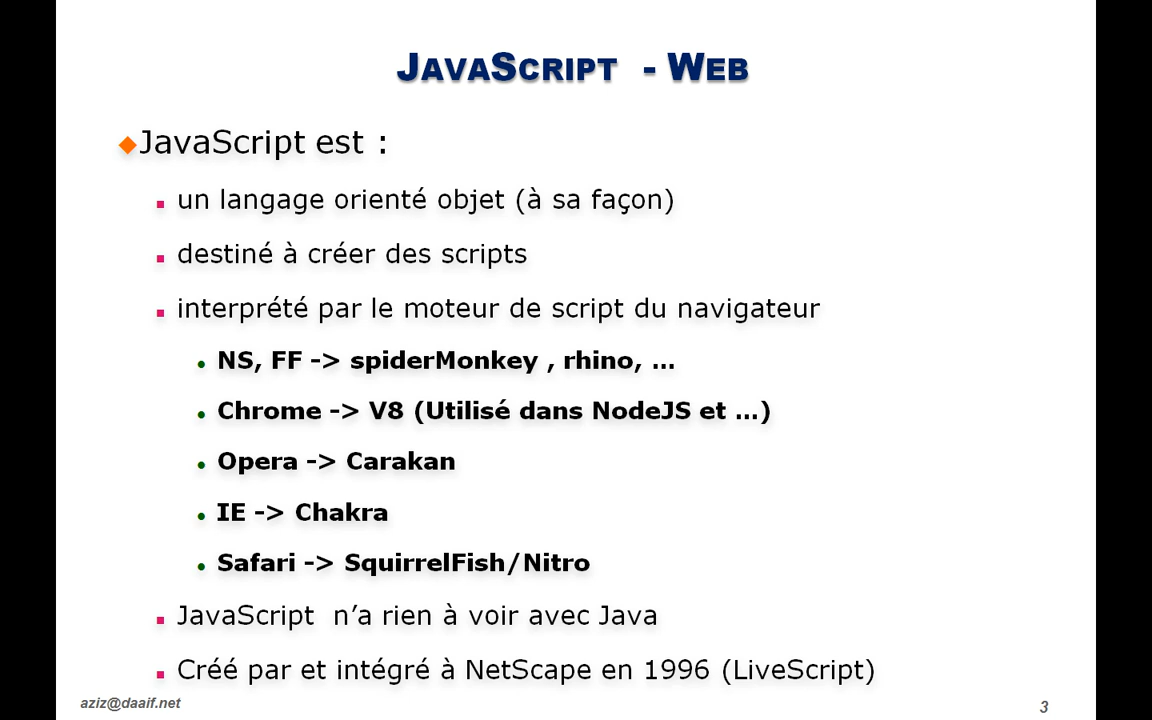 JavaScript - Web
JavaScript est :
un langage orienté objet (à sa façon)
destiné à créer des scripts
interprété par le moteur de script du navigateur
NS, FF -> spiderMonkey , rhino, …
Chrome -> V8 (Utilisé dans NodeJS et …)
Opera -> Carakan
IE -> Chakra
Safari -> SquirrelFish/Nitro
JavaScript n’a rien à voir avec Java
Créé par et intégré à NetScape en 1996 (LiveScript)
aziz@daaif.net
3